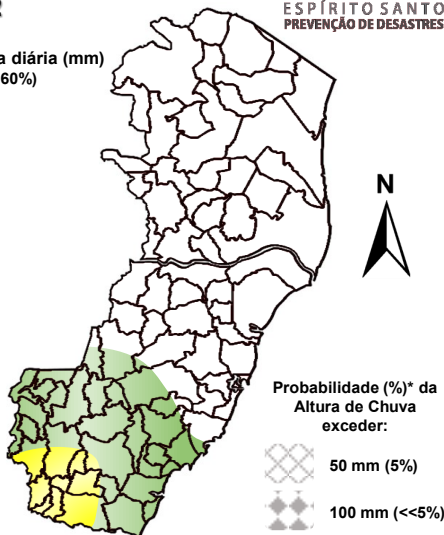 ESPÍRITO SANTO
PREVENÇÃO DE DESASTRES
a diária (mm)
60%)
N
Probabilidade (%)* da
Altura de Chuva
exceder:
50 mm (5%)
100 mm (<<5%)